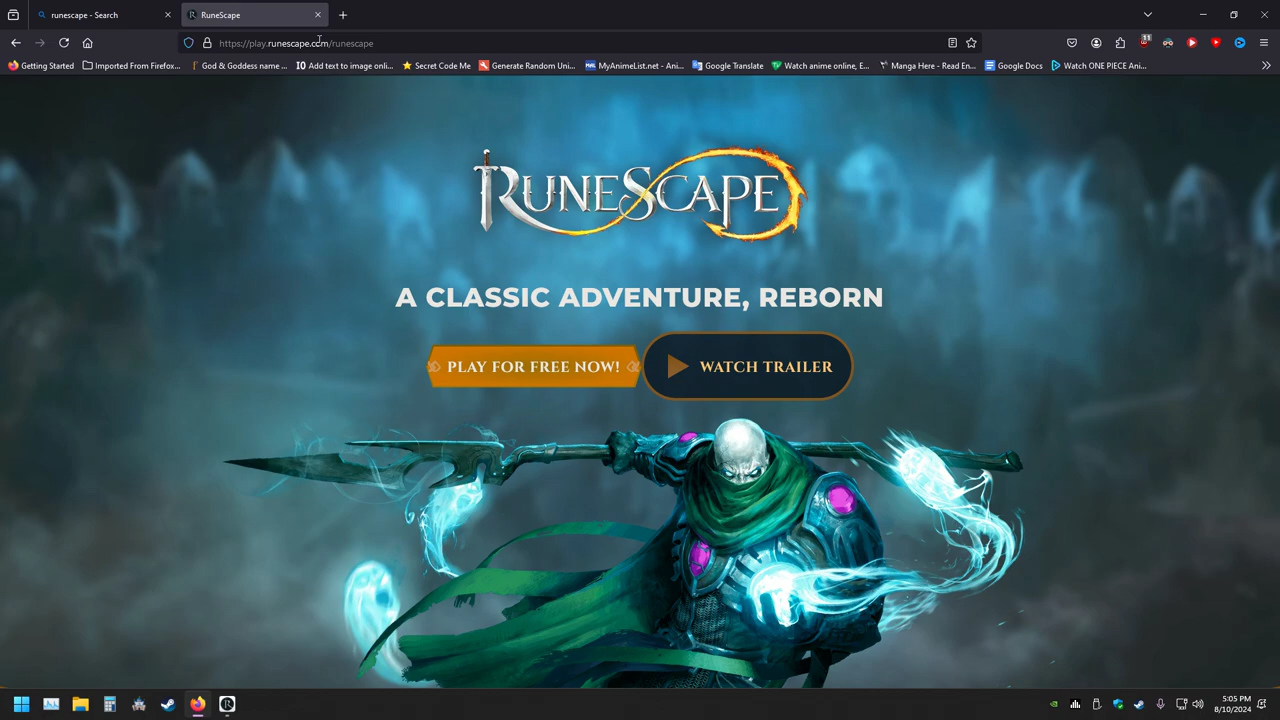 runescape - Search
RuneScape
https://play.runescape.com/runescape
11
Getting Started
Imported From Firefox...
God & Goddess name ...
IO Add text to image onli...
Secret Code Me
Generate Random Uni...
MAL MyAnimeList.net - Ani...
Google Translate
Watch anime online, E...
Manga Here - Read En...
Google Docs
Watch ONE PIECE Ani...
RUNESCAPE
A CLASSIC ADVENTURE, REBORN
PLAY FOR FREE NOW!
WATCH TRAILER
5:05 PM
8/10/2024